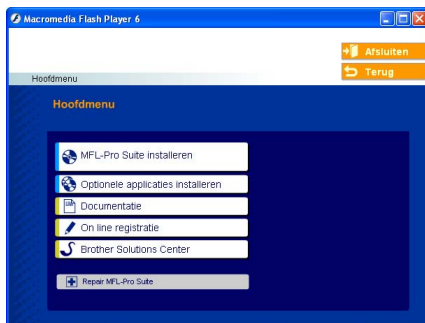 Macromedia Flash Player 6
Afsluiten
Terug
Hoofdmenu
Hoofdmenu
MFL-Pro Suite installeren
Optionele applicaties installeren
Documentatie
On line registratie
Brother Solutions Center
Repair MFL-Pro Suite